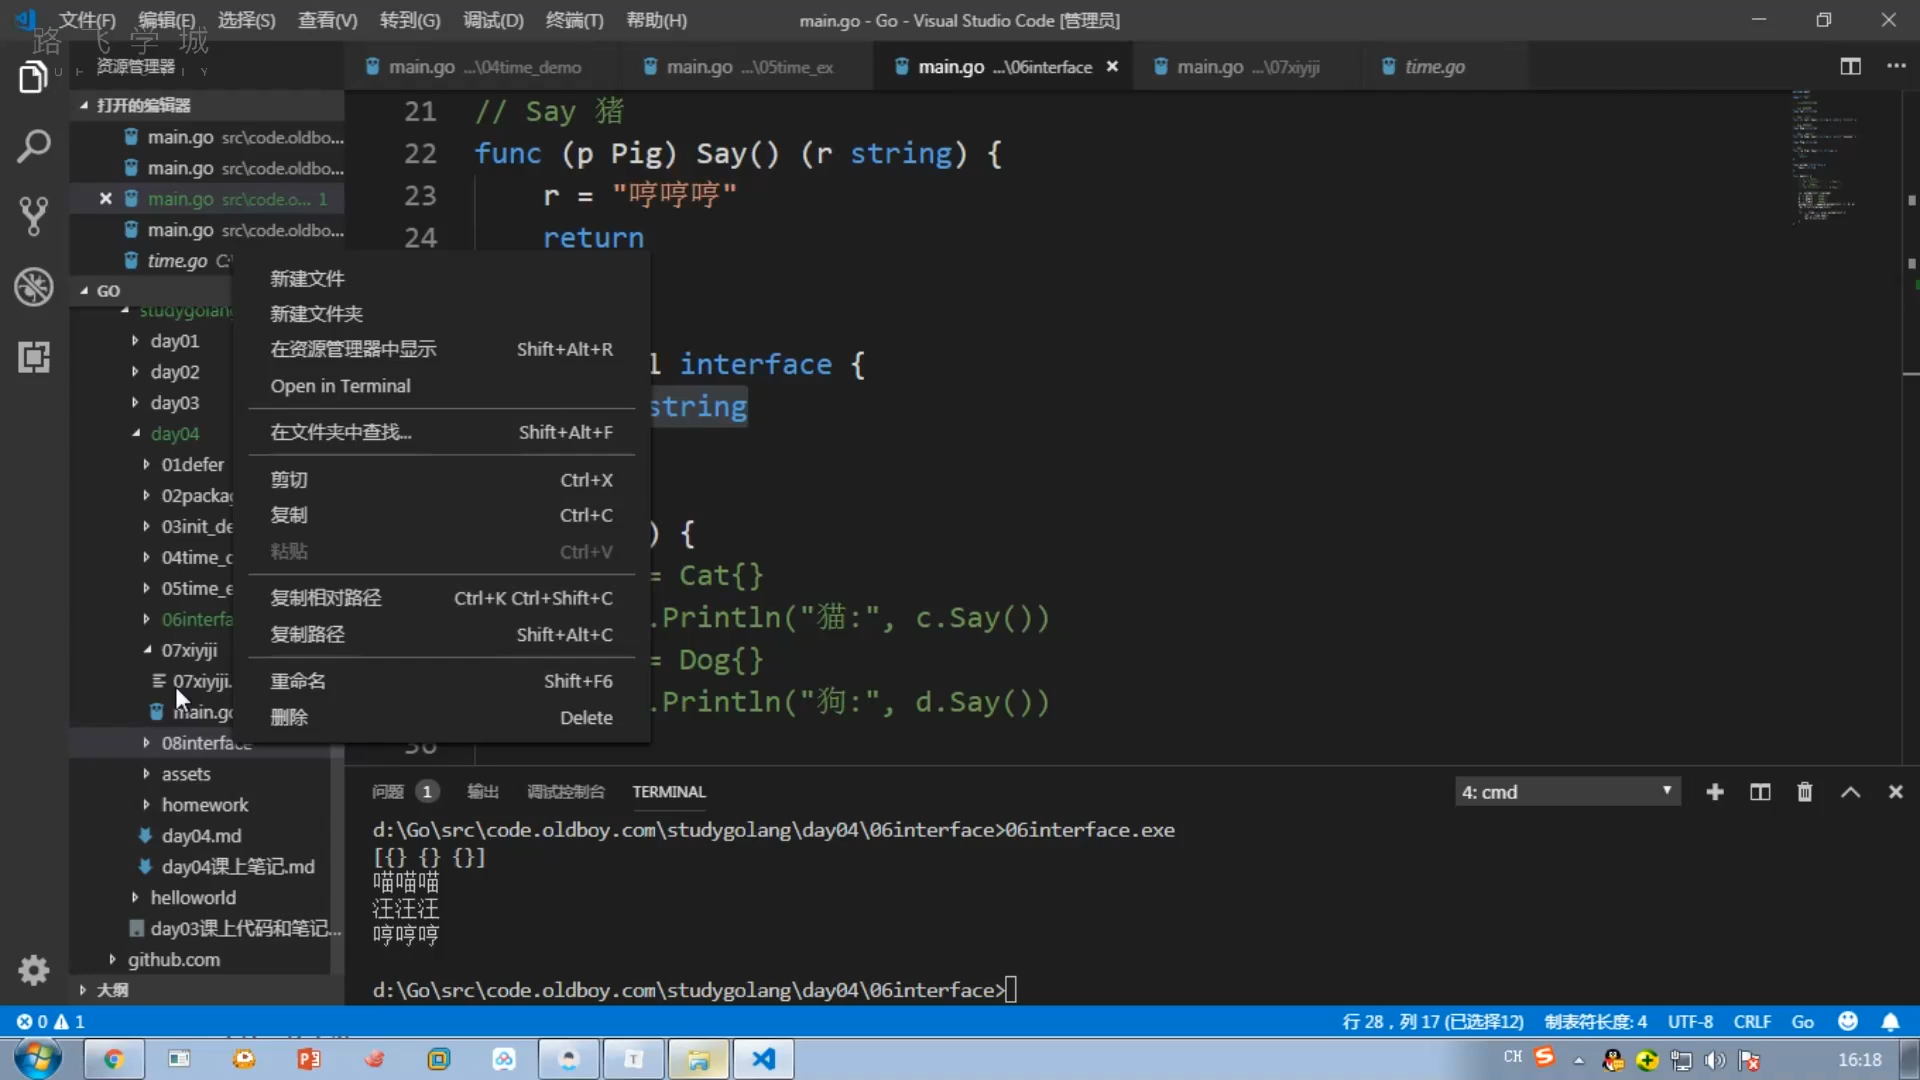 文件(F) 编辑(E) 选择(S) 查看(V) 转到(G) 调试(D) 终端(T) 帮助(H)
main.go - Go - Visual Studio Code [管理员]
路飞学城
资源管理器
main.go ...\04time_demo
main.go ...\05time_ex
main.go ...\06interface
main.go ...\07xiyiji
time.go
打开的编辑器
main.go src\code.oldbo...
main.go src\code.oldbo...
main.go src\code.o... 1
main.go src\code.oldbo...
time.go C:
GO
studygolang
day01
day02
day03
day04
01defer
02packag
03init_de
04time_d
05time_e
06interfa
07xiyiji
07xiyiji.
main.go
08interface
assets
homework
day04.md
day04课上笔记.md
helloworld
day03课上代码和笔记...
github.com
大纲
21 // Say 猪
22 func (p Pig) Say() (r string) {
23 r = "哼哼哼"
24 return
l interface {
string
) {
= Cat{}
.Println("猫:", c.Say())
= Dog{}
.Println("狗:", d.Say())
新建文件
新建文件夹
在资源管理器中显示 Shift+Alt+R
Open in Terminal
在文件夹中查找... Shift+Alt+F
剪切 Ctrl+X
复制 Ctrl+C
粘贴 Ctrl+V
复制相对路径 Ctrl+K Ctrl+Shift+C
复制路径 Shift+Alt+C
重命名 Shift+F6
删除 Delete
问题 1 输出 调试控制台 TERMINAL
4: cmd
d:\Go\src\code.oldboy.com\studygolang\day04\06interface>06interface.exe
[{} {} {}]
喵喵喵
汪汪汪
哼哼哼
d:\Go\src\code.oldboy.com\studygolang\day04\06interface>
0 1
行 28，列 17 (已选择12) 制表符长度: 4 UTF-8 CRLF Go
CH
16:18